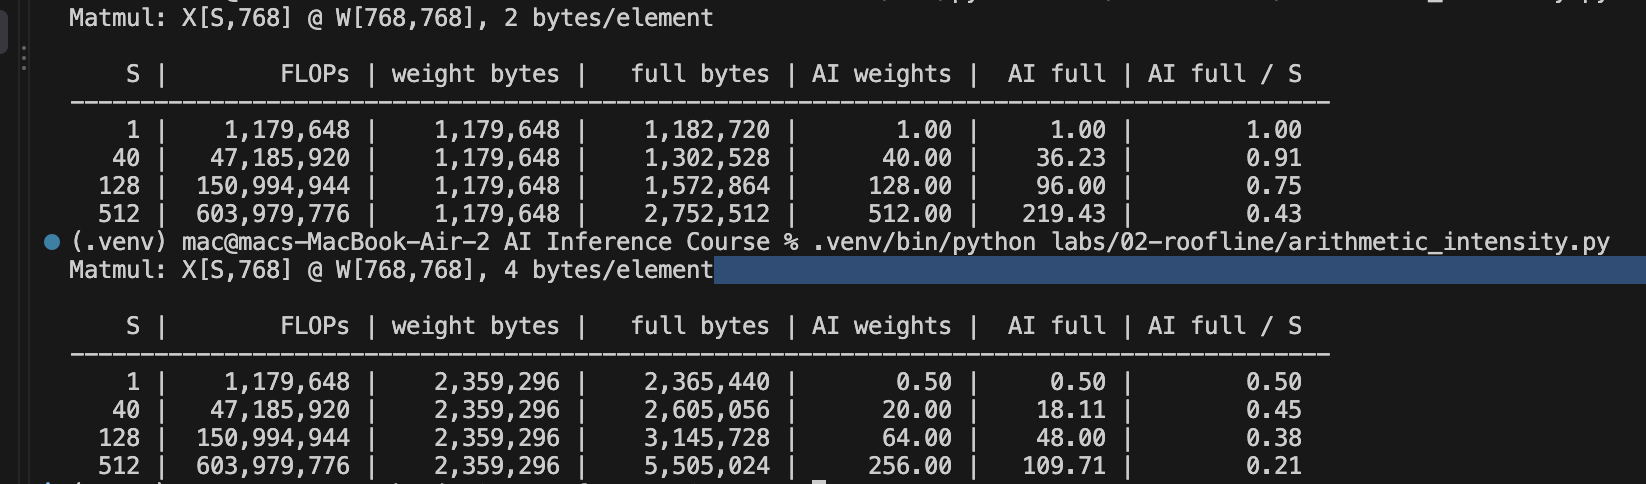 Matmul: X[S,768] @ W[768,768], 2 bytes/element
S | FLOPs | weight bytes | full bytes | AI weights | AI full | AI full / S
1 | 1,179,648 | 1,179,648 | 1,182,720 | 1.00 | 1.00 | 1.00
40 | 47,185,920 | 1,179,648 | 1,302,528 | 40.00 | 36.23 | 0.91
128 | 150,994,944 | 1,179,648 | 1,572,864 | 128.00 | 96.00 | 0.75
512 | 603,979,776 | 1,179,648 | 2,752,512 | 512.00 | 219.43 | 0.43
(.venv) mac@macs-MacBook-Air-2 AI Inference Course % .venv/bin/python labs/02-roofline/arithmetic_intensity.py
Matmul: X[S,768] @ W[768,768], 4 bytes/element
S | FLOPs | weight bytes | full bytes | AI weights | AI full | AI full / S
1 | 1,179,648 | 2,359,296 | 2,365,440 | 0.50 | 0.50 | 0.50
40 | 47,185,920 | 2,359,296 | 2,605,056 | 20.00 | 18.11 | 0.45
128 | 150,994,944 | 2,359,296 | 3,145,728 | 64.00 | 48.00 | 0.38
512 | 603,979,776 | 2,359,296 | 5,505,024 | 256.00 | 109.71 | 0.21